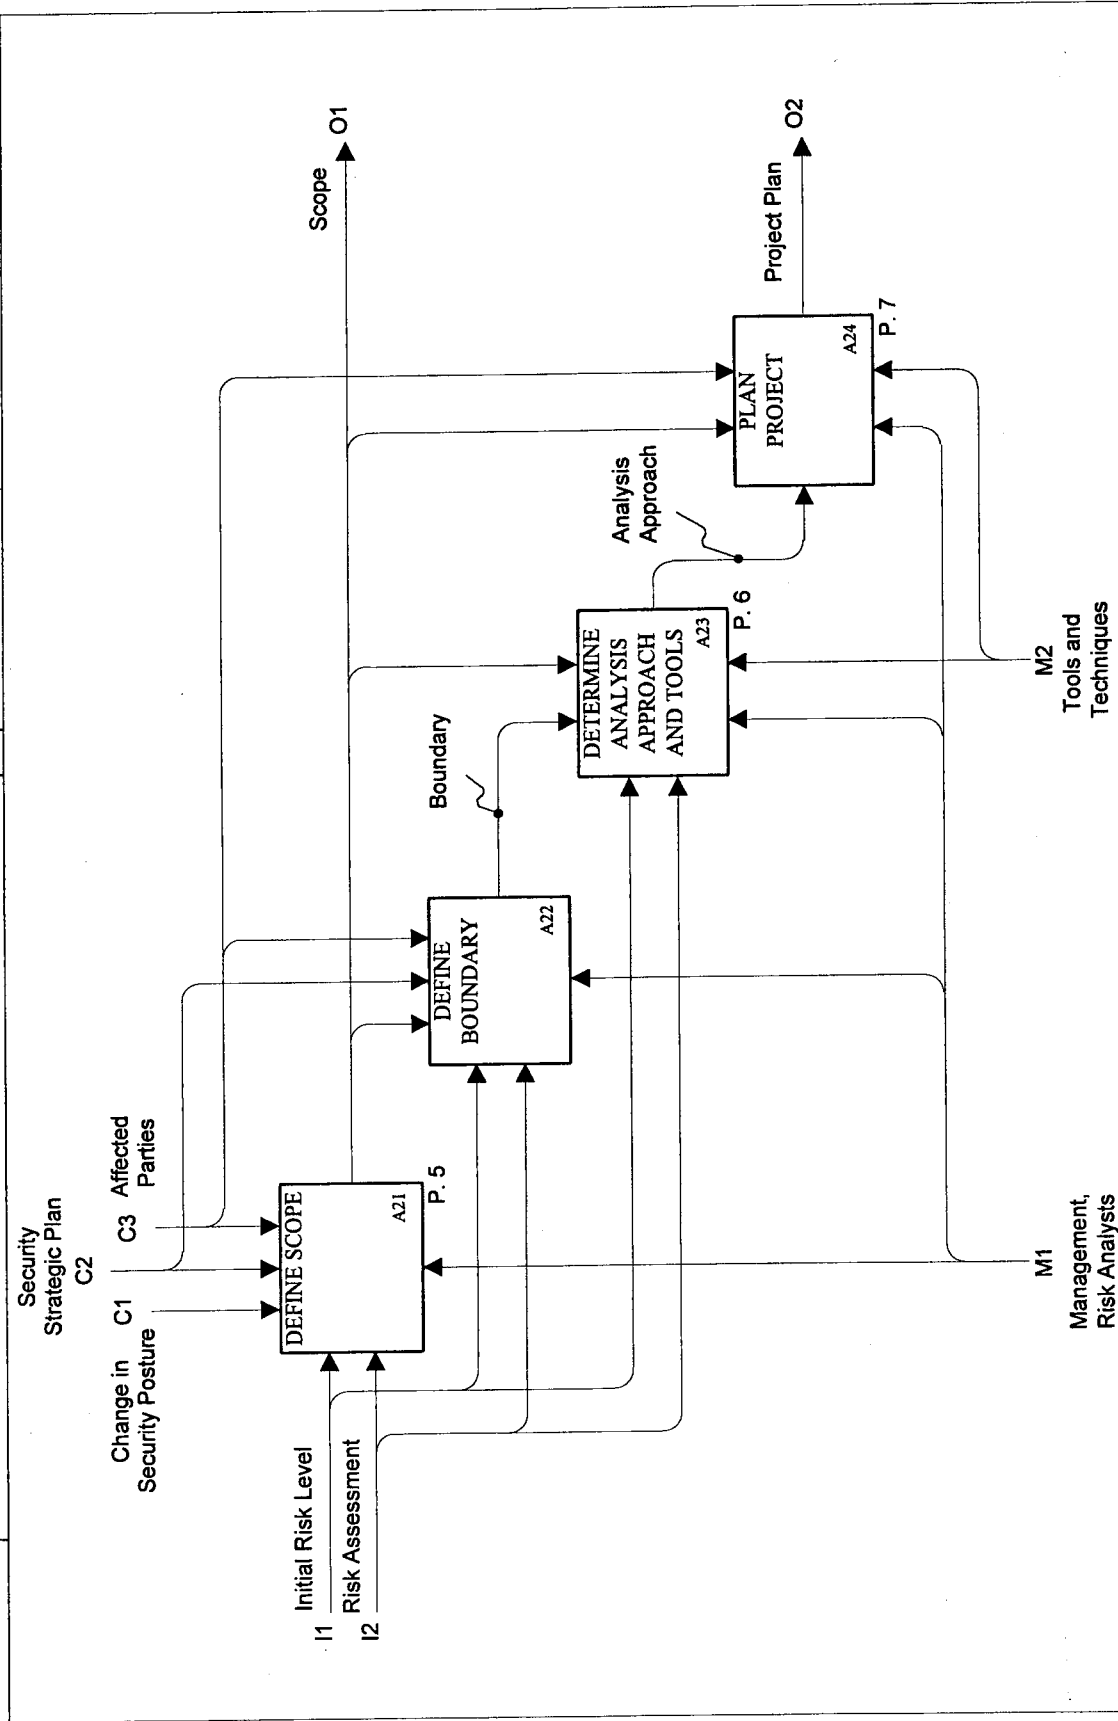 Security
Strategic Plan
C2
Change in
Security Posture
C1
C3
Affected
Parties
I1
Initial Risk Level
I2
Risk Assessment
DEFINE SCOPE
A21
P. 5
DEFINE
BOUNDARY
A22
Boundary
DETERMINE
ANALYSIS
APPROACH
AND TOOLS
A23
P. 6
Analysis
Approach
PLAN
PROJECT
A24
P. 7
Scope
O1
Project Plan
O2
M1
Management,
Risk Analysts
M2
Tools and
Techniques